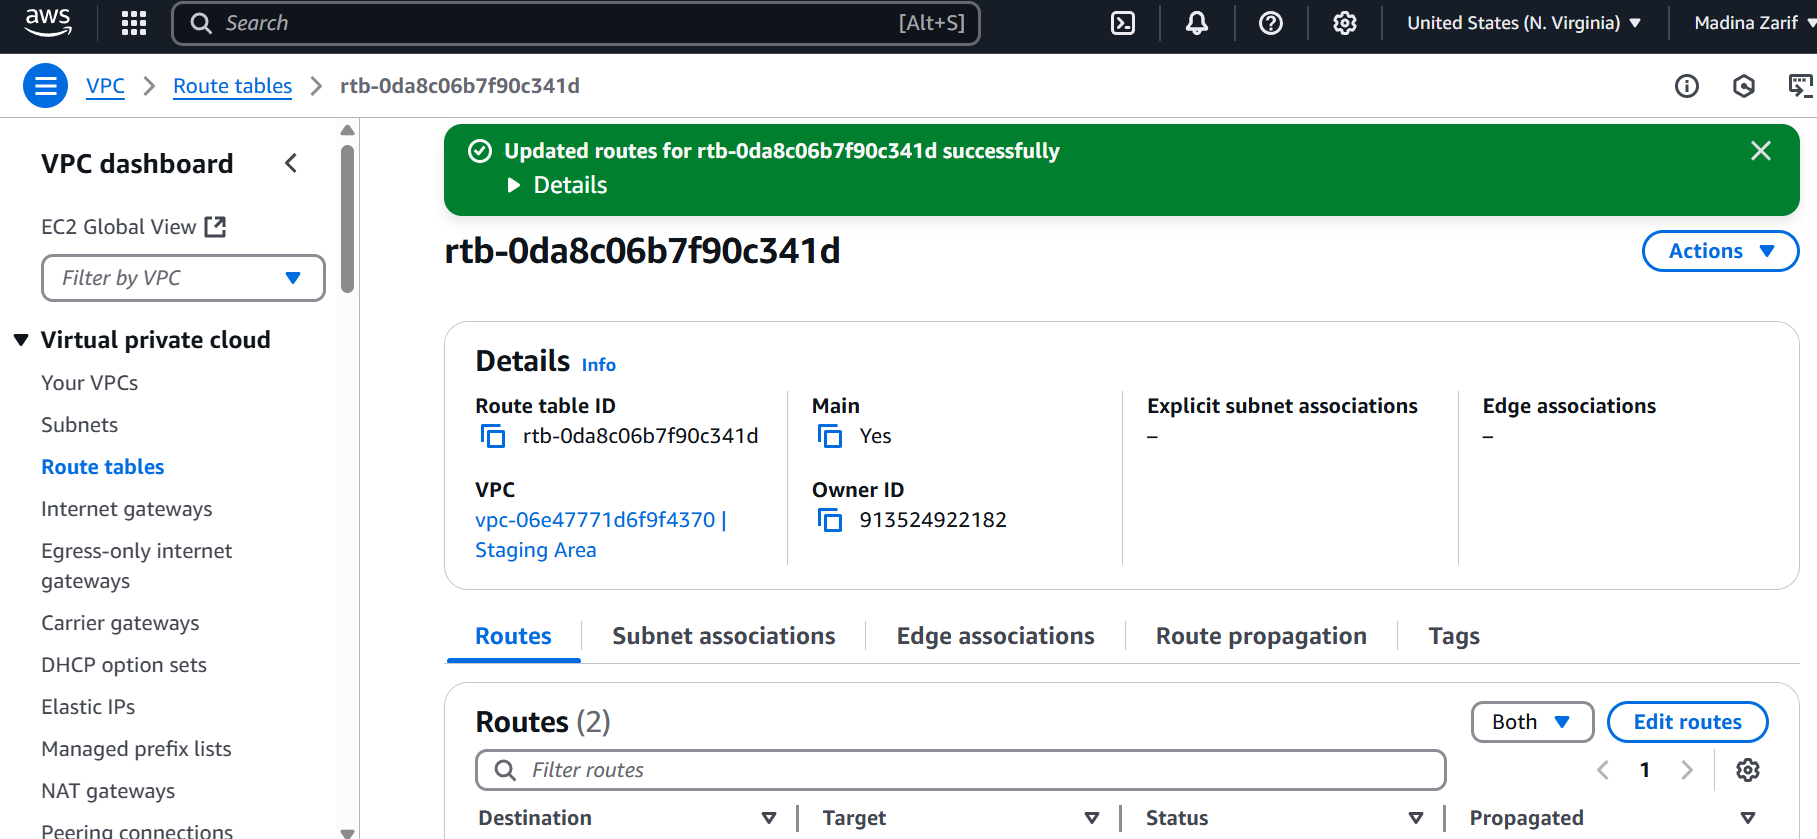 aws
Search [Alt+S]
United States (N. Virginia)
Madina Zarif
VPC
Route tables
rtb-0da8c06b7f90c341d
VPC dashboard
EC2 Global View
Filter by VPC
Virtual private cloud
Your VPCs
Subnets
Route tables
Internet gateways
Egress-only internet
gateways
Carrier gateways
DHCP option sets
Elastic IPs
Managed prefix lists
NAT gateways
Peering connections
Updated routes for rtb-0da8c06b7f90c341d successfully
Details
rtb-0da8c06b7f90c341d
Actions
Details Info
Route table ID
rtb-0da8c06b7f90c341d
Main
Yes
Explicit subnet associations
–
Edge associations
–
VPC
vpc-06e47771d6f9f4370 |
Staging Area
Owner ID
913524922182
Routes
Subnet associations
Edge associations
Route propagation
Tags
Routes (2)
Both
Edit routes
Filter routes
1
Destination
Target
Status
Propagated